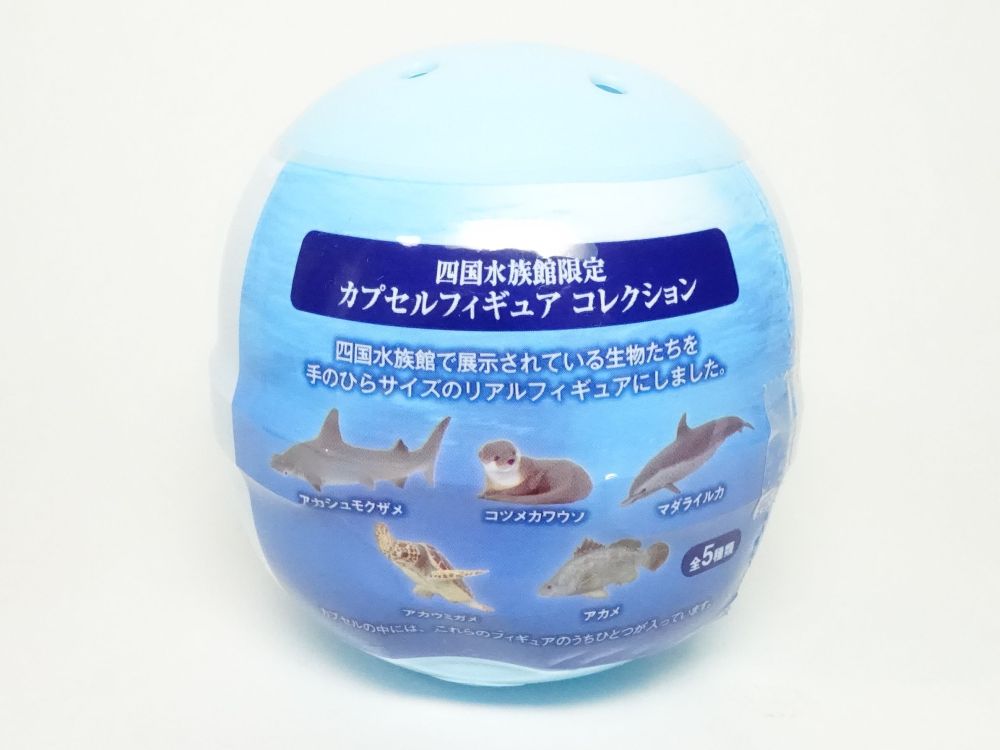 四国水族館限定
カプセルフィギュア コレクション
四国水族館で展示されている生物たちを
手のひらサイズのリアルフィギュアにしました。
アカシュモクザメ
コツメカワウソ
マダライルカ
アカウミガメ
アカメ
全5種類
カプセルの中には、これらのフィギュアのうちひとつが入っています。